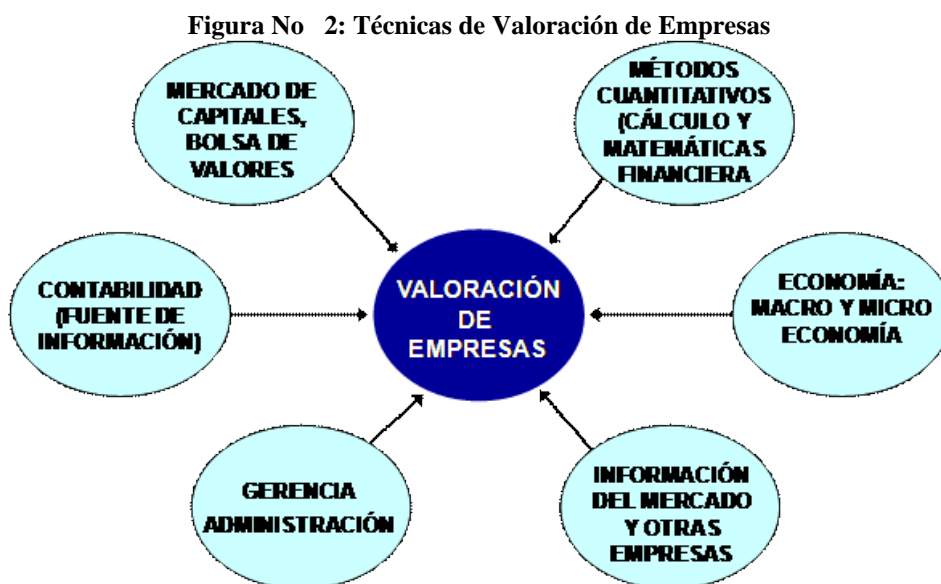 Figura No 2: Técnicas de Valoración de Empresas
MERCADO DE
CAPITALES,
BOLSA DE
VALORES
MÉTODOS
CUANTITATIVOS
(CÁLCULO Y
MATEMÁTICAS
FINANCIERA
CONTABILIDAD
(FUENTE DE
INFORMACIÓN)
VALORACIÓN
DE
EMPRESAS
ECONOMÍA:
MACRO Y MICRO
ECONOMÍA
GERENCIA
ADMINISTRACIÓN
INFORMACIÓN
DEL MERCADO
Y OTRAS
EMPRESAS